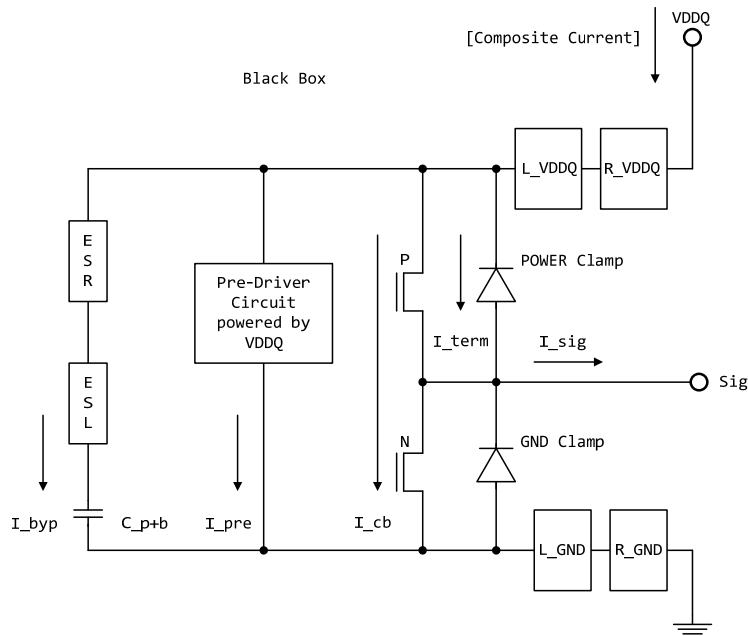 VDDQ
[Composite Current]
Black Box
L_VDDQ
R_VDDQ
E
S
R
P
POWER Clamp
Pre-Driver
Circuit
powered by
VDDQ
I_term
I_sig
E
S
L
Sig
N
GND Clamp
I_byp
C_p+b
I_pre
I_cb
L_GND
R_GND